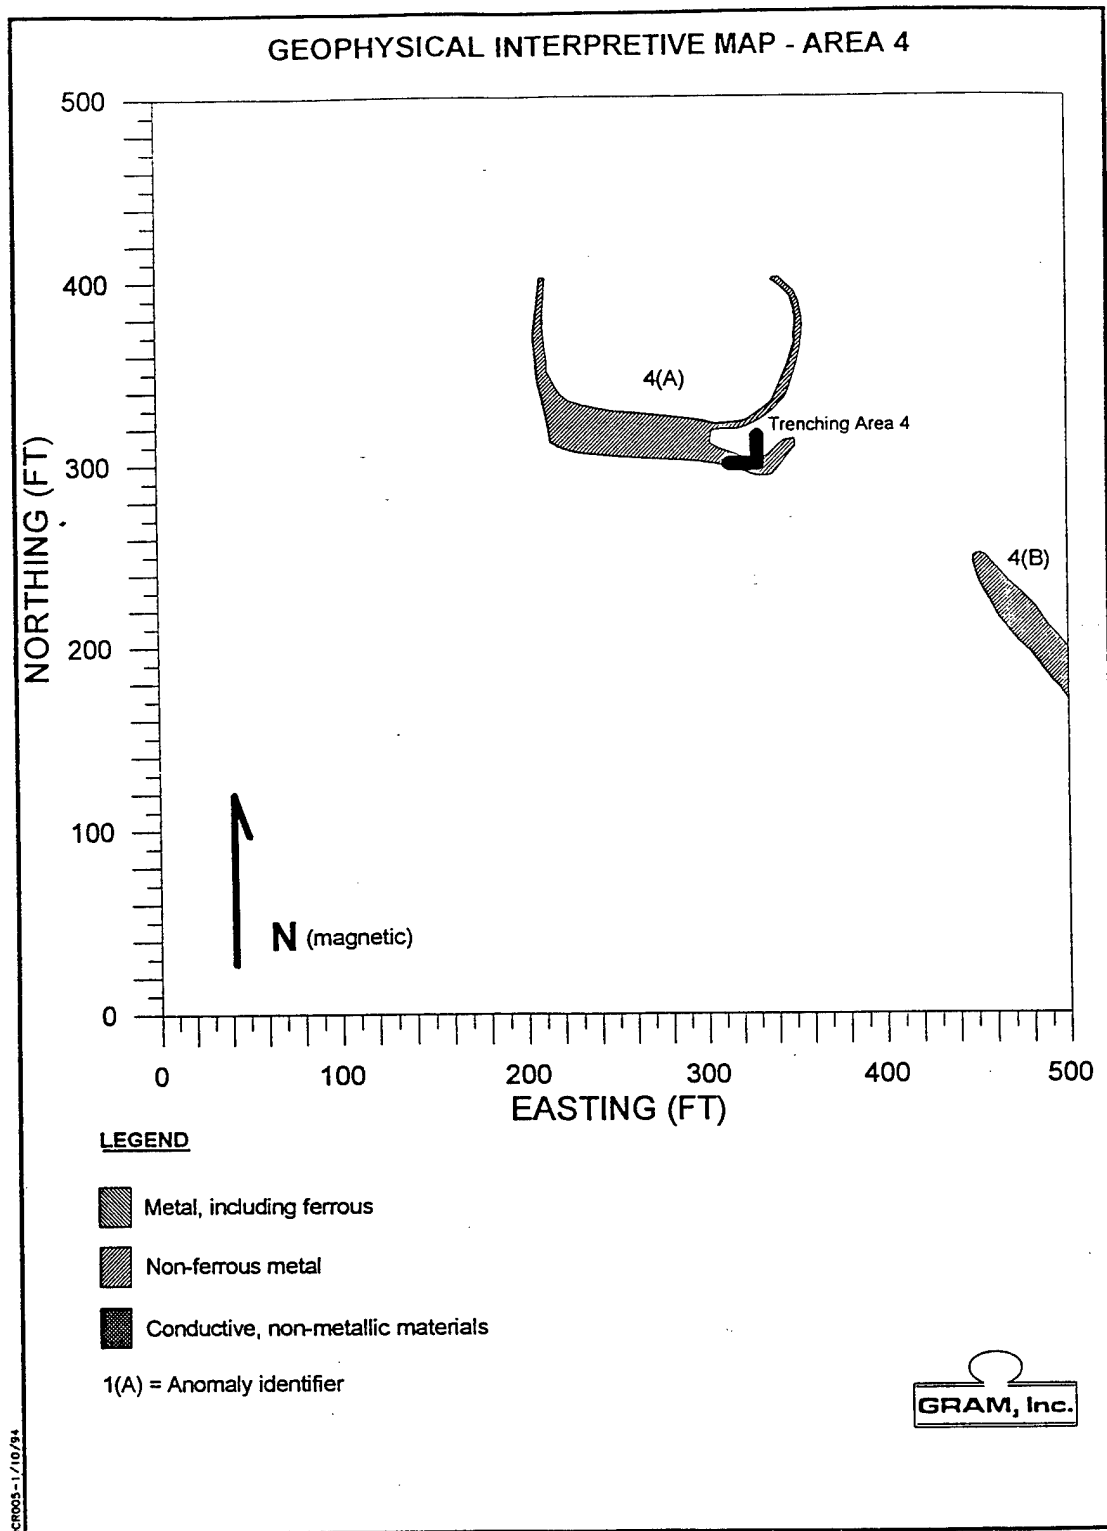 GEOPHYSICAL INTERPRETIVE MAP - AREA 4
500
400
300
200
100
0
NORTHING (FT)
4(A)
Trenching Area 4
4(B)
N (magnetic)
0 100 200 300 400 500
EASTING (FT)
LEGEND
Metal, including ferrous
Non-ferrous metal
Conductive, non-metallic materials
1(A) = Anomaly identifier
GRAM, Inc.
CR005-1/10/94